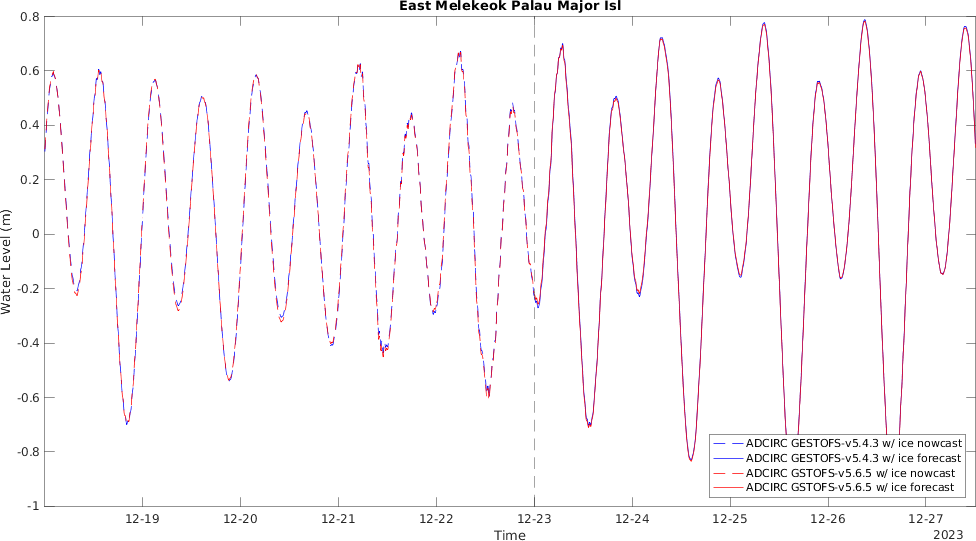 East Melekeok Palau Major Isl
0.8
0.6
0.4
0.2
0
-0.2
-0.4
-0.6
-0.8
-1
Water Level (m)
ADCIRC GESTOFS-v5.4.3 w/ ice nowcast
ADCIRC GESTOFS-v5.4.3 w/ ice forecast
ADCIRC GSTOFS-v5.6.5 w/ ice nowcast
ADCIRC GSTOFS-v5.6.5 w/ ice forecast
12-19 12-20 12-21 12-22 12-23 12-24 12-25 12-26 12-27
Time
2023